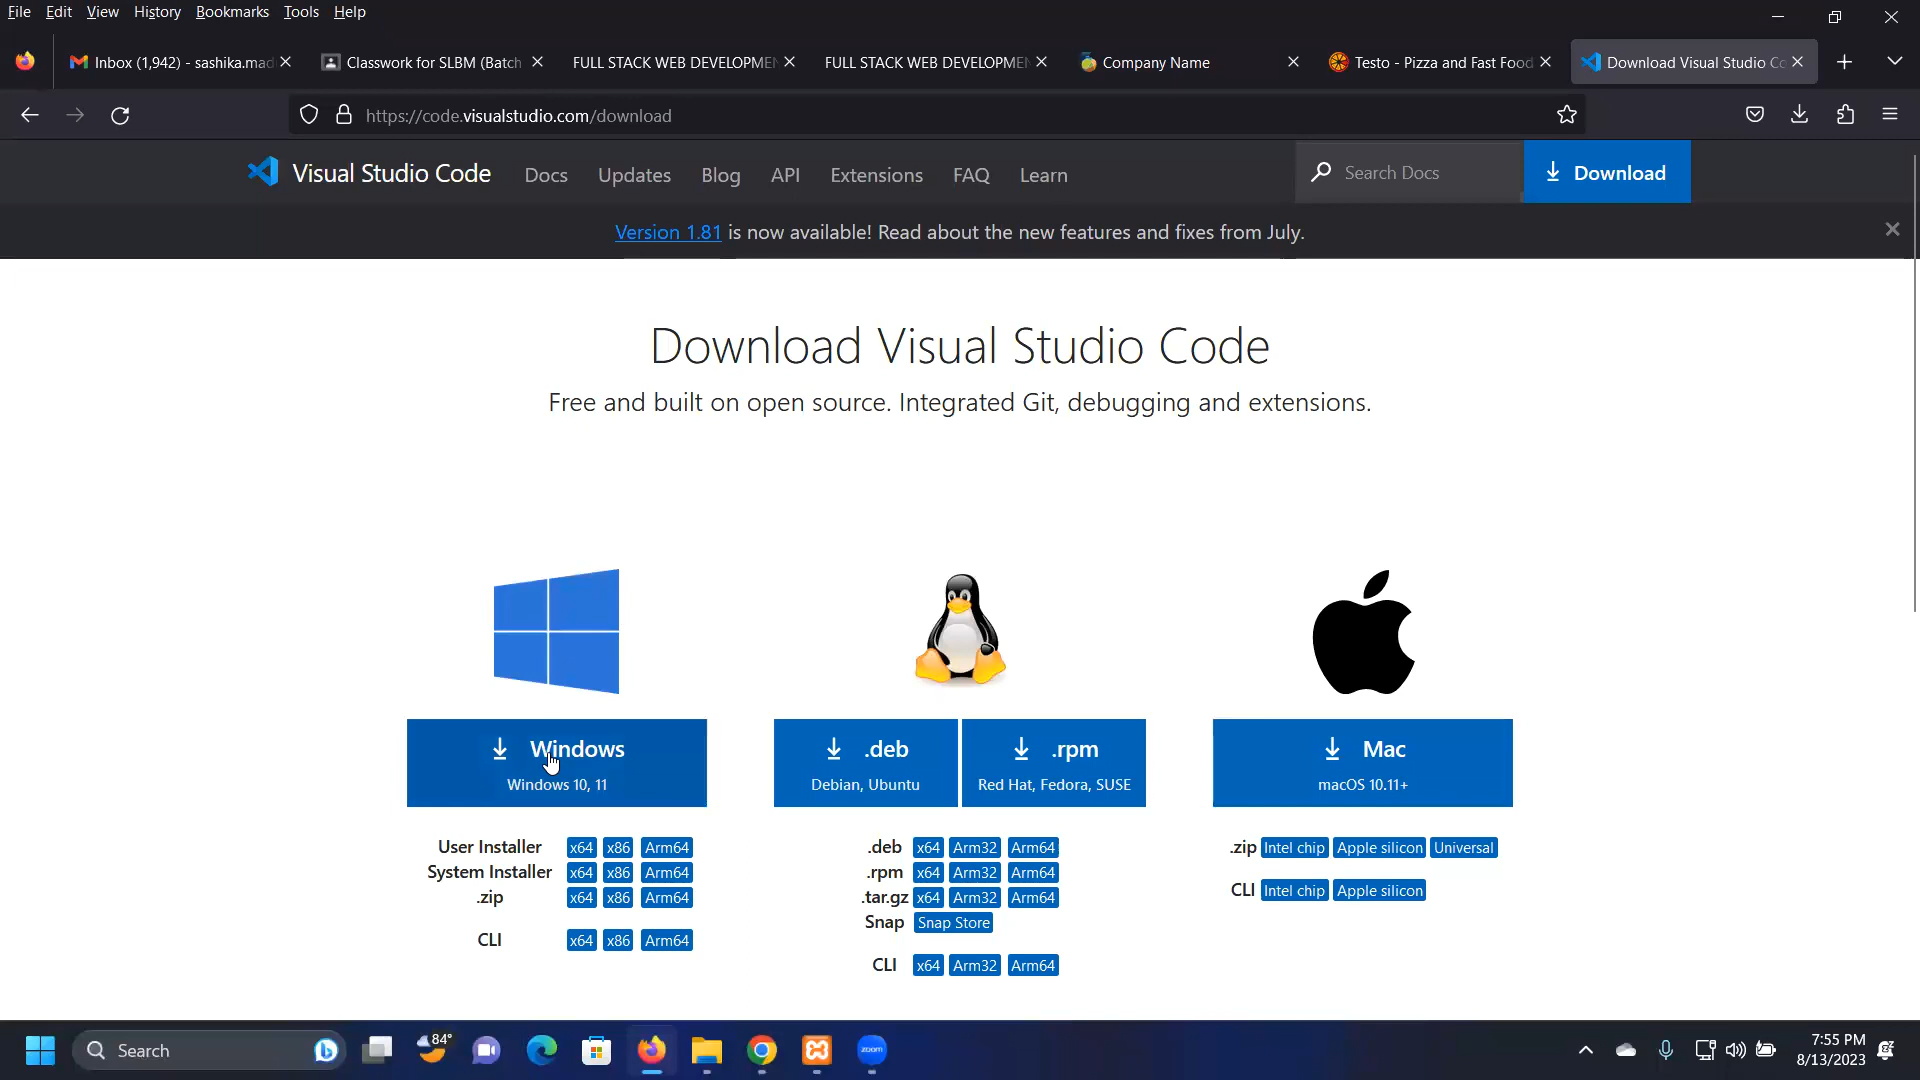 File Edit View History Bookmarks Tools Help
Inbox (1,942) - sashika.mad
Classwork for SLBM (Batch
FULL STACK WEB DEVELOPMEN
FULL STACK WEB DEVELOPMEN
Company Name
Testo - Pizza and Fast Food
Download Visual Studio Co
https://code.visualstudio.com/download
Visual Studio Code Docs Updates Blog API Extensions FAQ Learn Search Docs Download
Version 1.81 is now available! Read about the new features and fixes from July.
Download Visual Studio Code
Free and built on open source. Integrated Git, debugging and extensions.
Windows
Windows 10, 11
User Installer x64 x86 Arm64
System Installer x64 x86 Arm64
.zip x64 x86 Arm64
CLI x64 x86 Arm64
.deb
Debian, Ubuntu
.rpm
Red Hat, Fedora, SUSE
.deb x64 Arm32 Arm64
.rpm x64 Arm32 Arm64
.tar.gz x64 Arm32 Arm64
Snap Snap Store
CLI x64 Arm32 Arm64
Mac
macOS 10.11+
.zip Intel chip Apple silicon Universal
CLI Intel chip Apple silicon
Search
84°
zoom
7:55 PM
8/13/2023